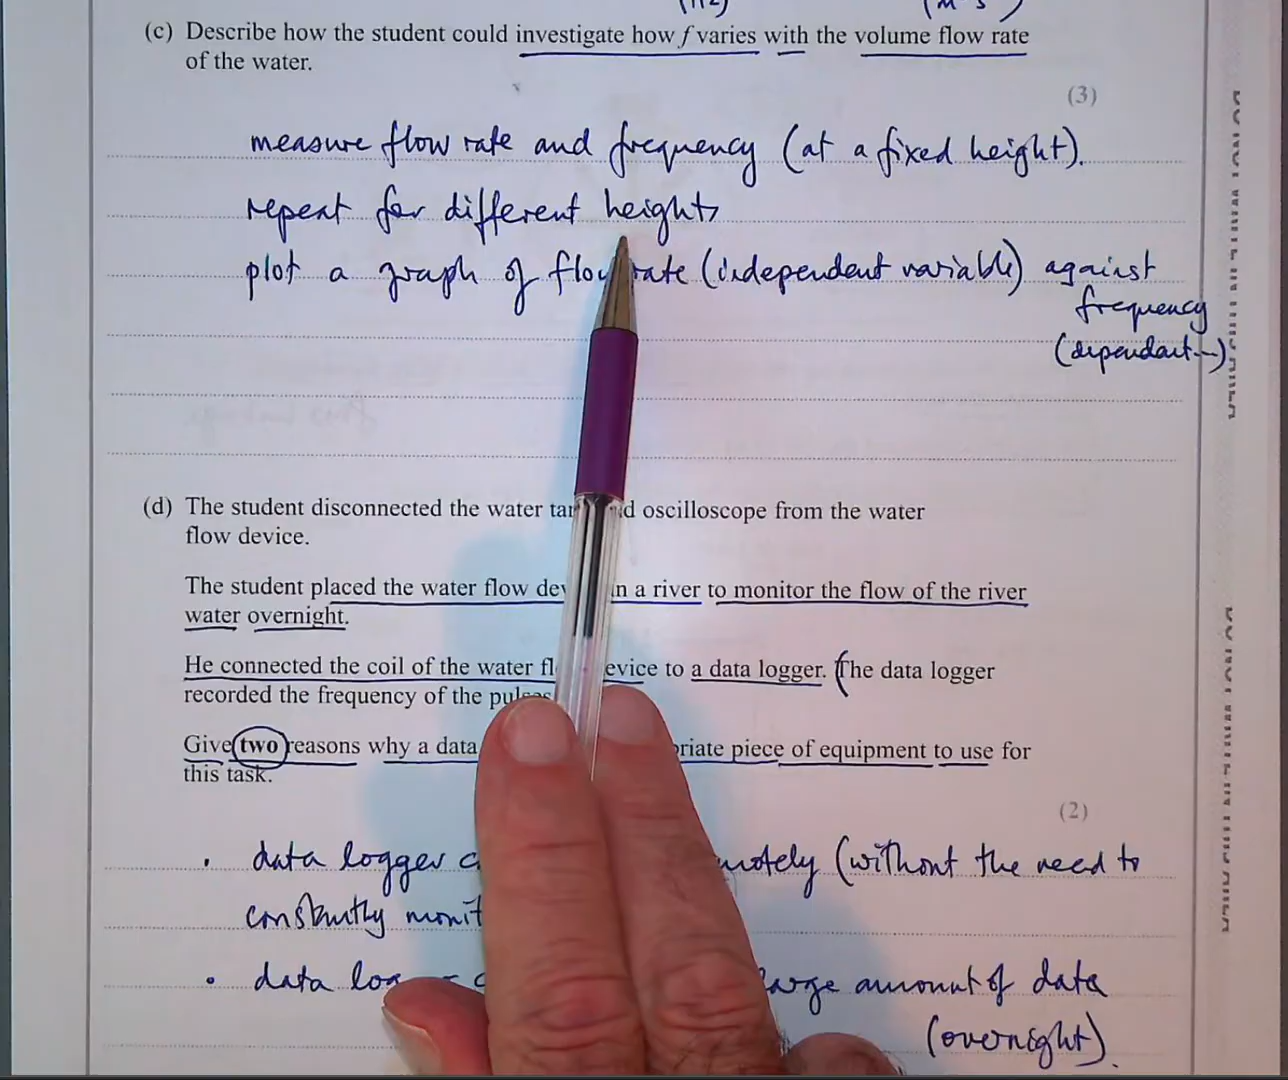 (c) Describe how the student could investigate how f varies with the volume flow rate
of the water.
(3)
measure flow rate and frequency (at a fixed height).
repeat for different heights
plot a graph of flow rate (independent variable) against
frequency
(dependant --)
(d) The student disconnected the water tan d oscilloscope from the water
flow device.
The student placed the water flow dev in a river to monitor the flow of the river
water overnight.
He connected the coil of the water fl evice to a data logger. The data logger
recorded the frequency of the pulses
Give two reasons why a data priate piece of equipment to use for
this task.
(2)
• data logger motely (without the need to
constantly monit
• data log large amount of data
(overnight).